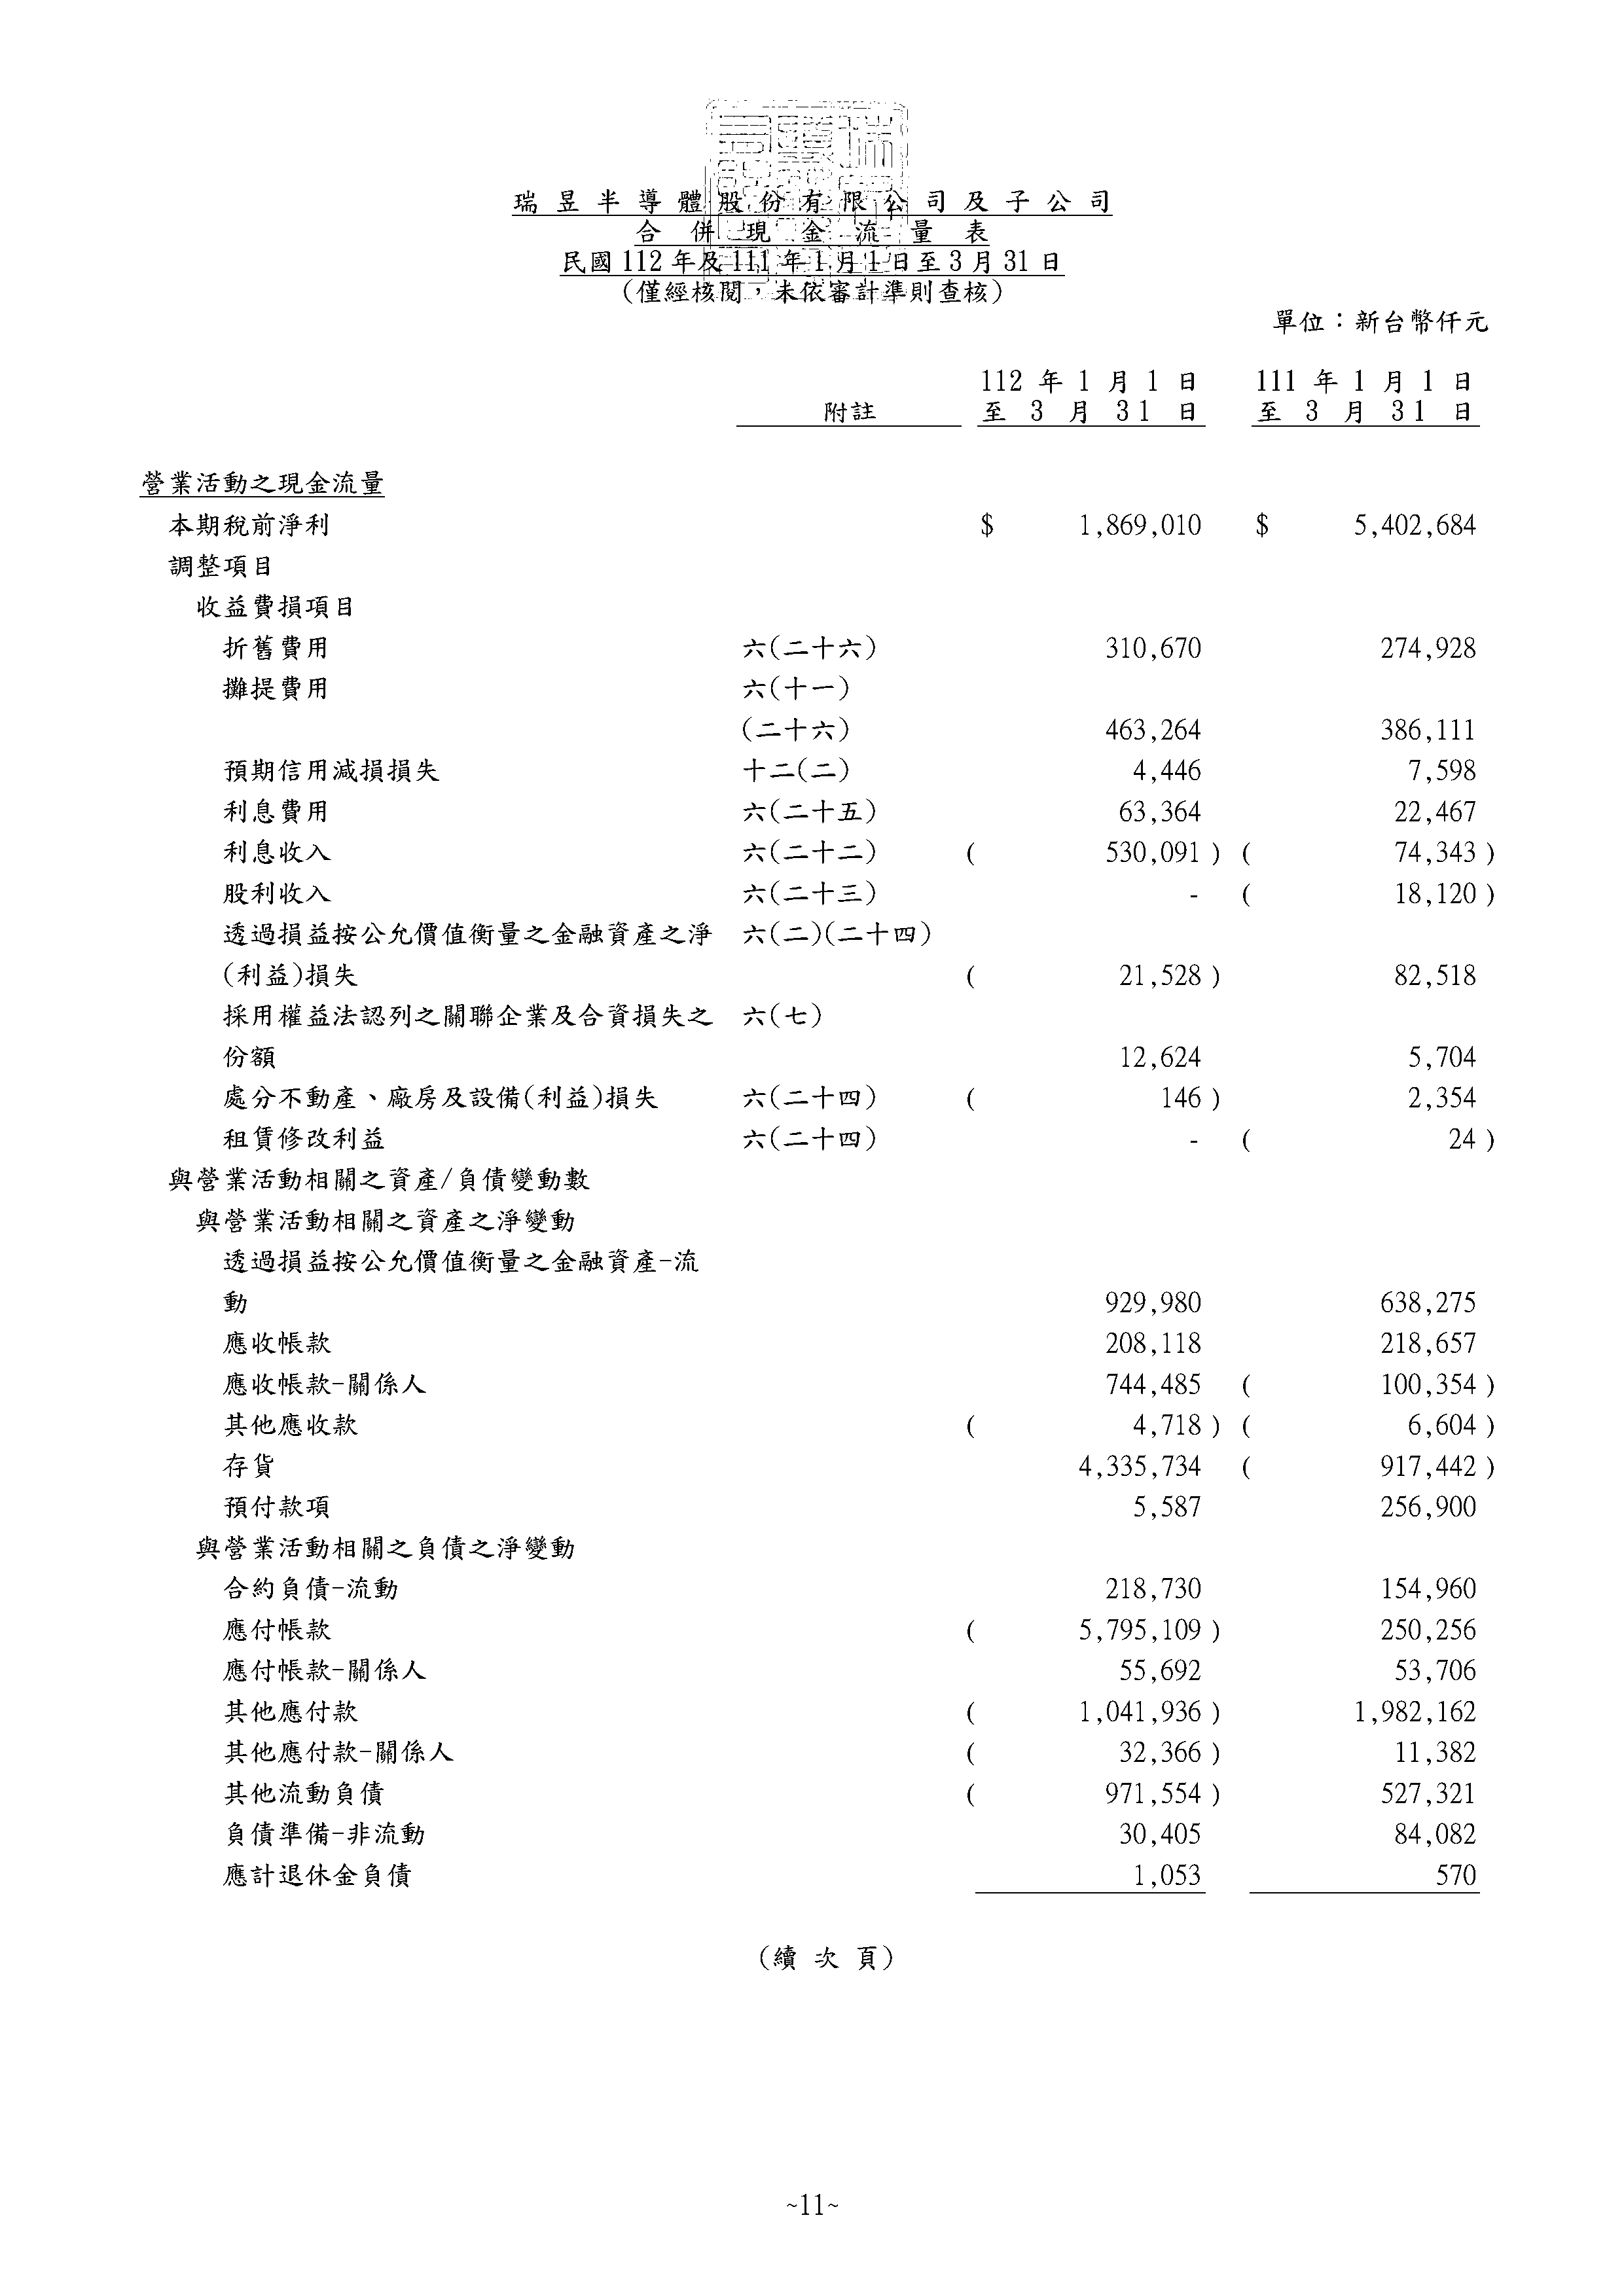 瑞昱半導體股份有限公司及子公司
合併現金流量表
民國112年及111年1月1日至3月31日
(僅經核閱,未依審計準則查核)
單位:新台幣仟元
112 年 1 月 1 日 111 年 1 月 1 日
附註 至 3 月 31 日 至 3 月 31 日
營業活動之現金流量
本期稅前淨利 $ 1,869,010 $ 5,402,684
調整項目
收益費損項目
折舊費用 六(二十六) 310,670 274,928
攤提費用 六(十一)
(二十六) 463,264 386,111
預期信用減損損失 十二(二) 4,446 7,598
利息費用 六(二十五) 63,364 22,467
利息收入 六(二十二) ( 530,091 ) ( 74,343 )
股利收入 六(二十三) - ( 18,120 )
透過損益按公允價值衡量之金融資產之淨 六(二)(二十四)
(利益)損失 ( 21,528 ) 82,518
採用權益法認列之關聯企業及合資損失之 六(七)
份額 12,624 5,704
處分不動產、廠房及設備(利益)損失 六(二十四) ( 146 ) 2,354
租賃修改利益 六(二十四) - ( 24 )
與營業活動相關之資產/負債變動數
與營業活動相關之資產之淨變動
透過損益按公允價值衡量之金融資產-流
動 929,980 638,275
應收帳款 208,118 218,657
應收帳款-關係人 744,485 ( 100,354 )
其他應收款 ( 4,718 ) ( 6,604 )
存貨 4,335,734 ( 917,442 )
預付款項 5,587 256,900
與營業活動相關之負債之淨變動
合約負債-流動 218,730 154,960
應付帳款 ( 5,795,109 ) 250,256
應付帳款-關係人 55,692 53,706
其他應付款 ( 1,041,936 ) 1,982,162
其他應付款-關係人 ( 32,366 ) 11,382
其他流動負債 ( 971,554 ) 527,321
負債準備-非流動 30,405 84,082
應計退休金負債 1,053 570
(續次頁)
~11~